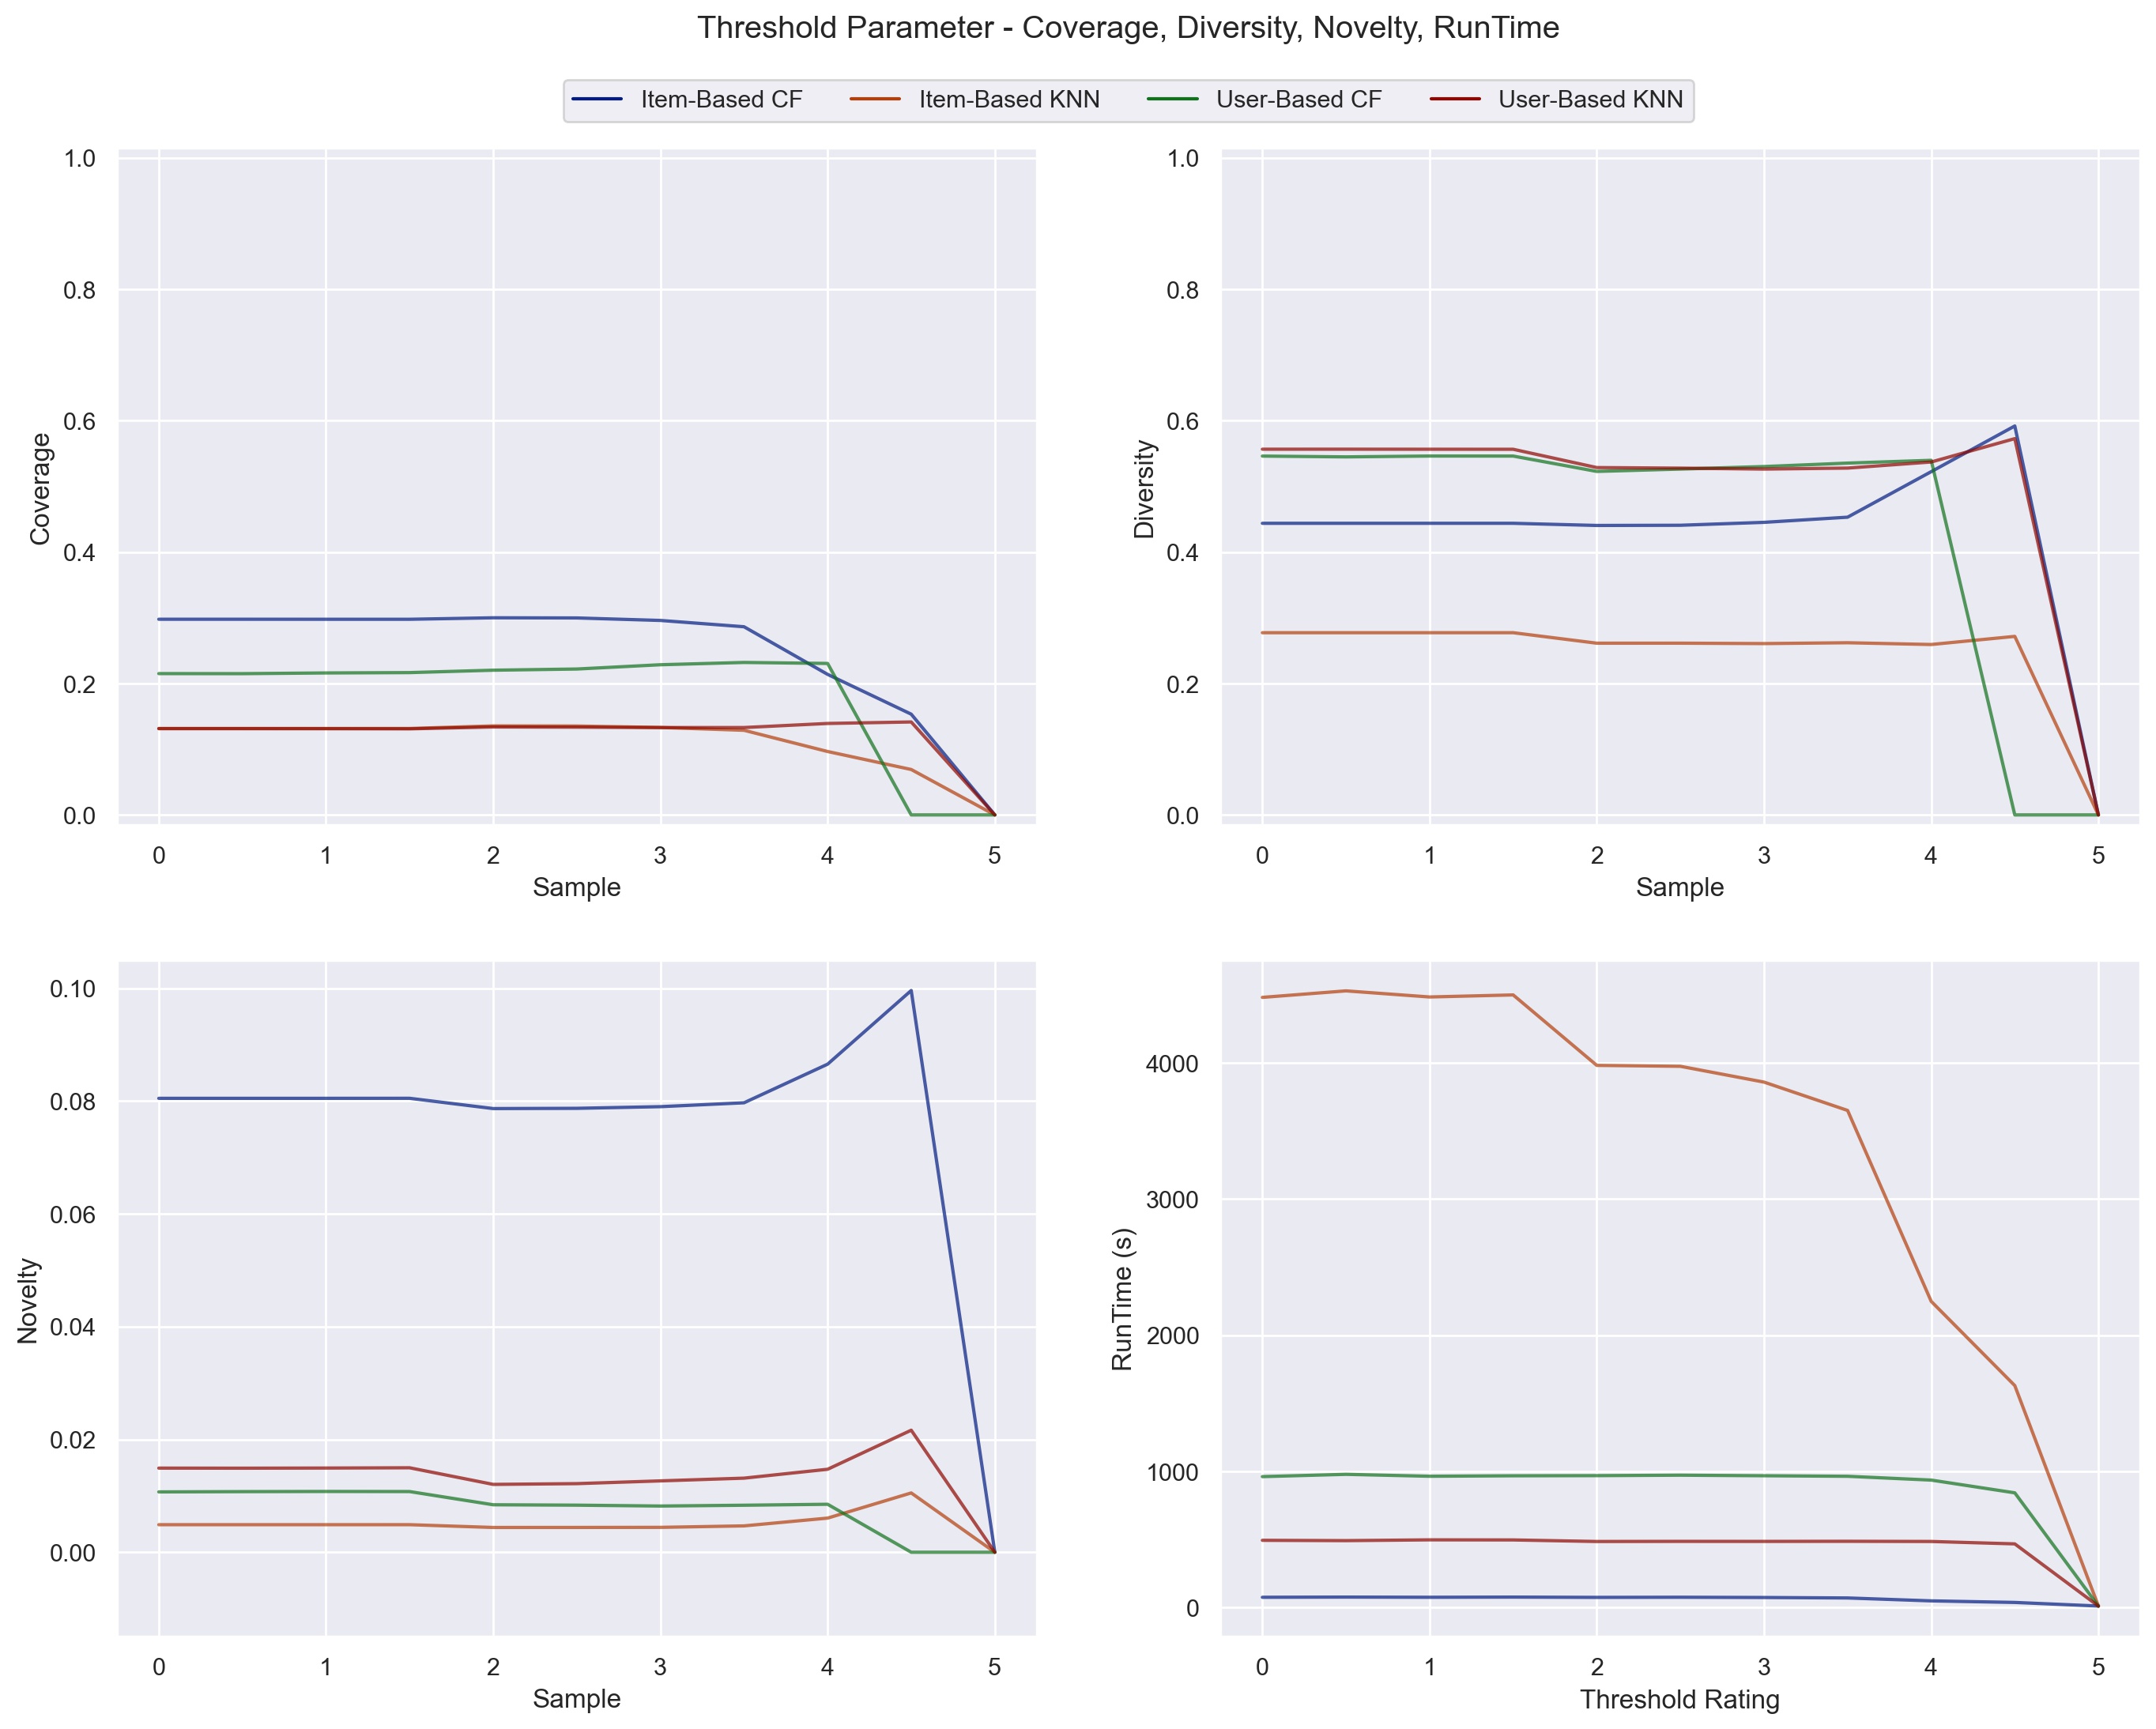 Threshold Parameter - Coverage, Diversity, Novelty, RunTime
Item-Based CF Item-Based KNN User-Based CF User-Based KNN
1.0
0.8
0.6
0.4
0.2
0.0
Coverage
0 1 2 3 4 5
Sample
1.0
0.8
0.6
0.4
0.2
0.0
Diversity
0 1 2 3 4 5
Sample
0.10
0.08
0.06
0.04
0.02
0.00
Novelty
0 1 2 3 4 5
Sample
4000
3000
2000
1000
0
RunTime (s)
0 1 2 3 4 5
Threshold Rating